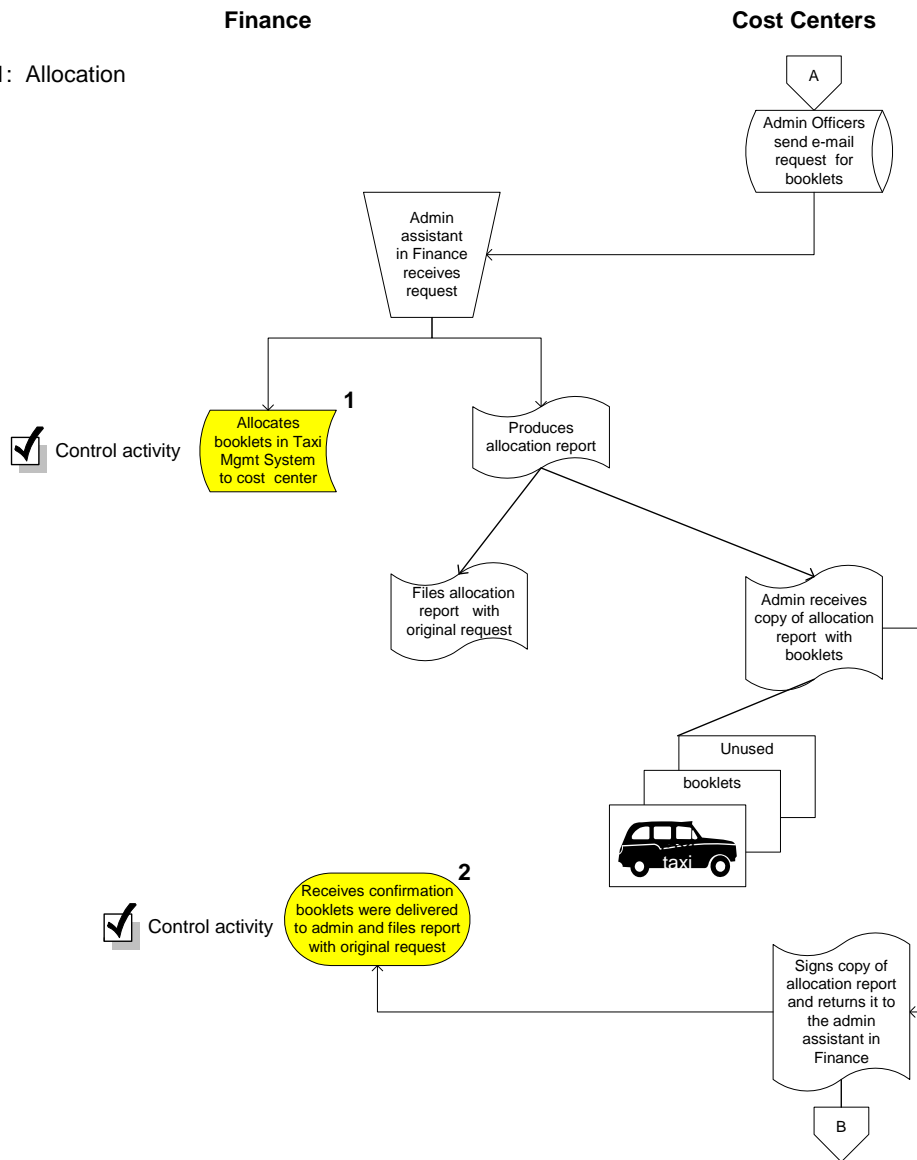 Finance
Cost Centers
1: Allocation
A
Admin Officers
send e-mail
request for
booklets
Admin
assistant
in Finance
receives
request
1
Control activity
Allocates
booklets in Taxi
Mgmt System
to cost center
Produces
allocation report
Files allocation
report with
original request
Admin receives
copy of allocation
report with
booklets
Unused
booklets
taxi
2
Control activity
Receives confirmation
booklets were delivered
to admin and files report
with original request
Signs copy of
allocation report
and returns it to
the admin
assistant in
Finance
B